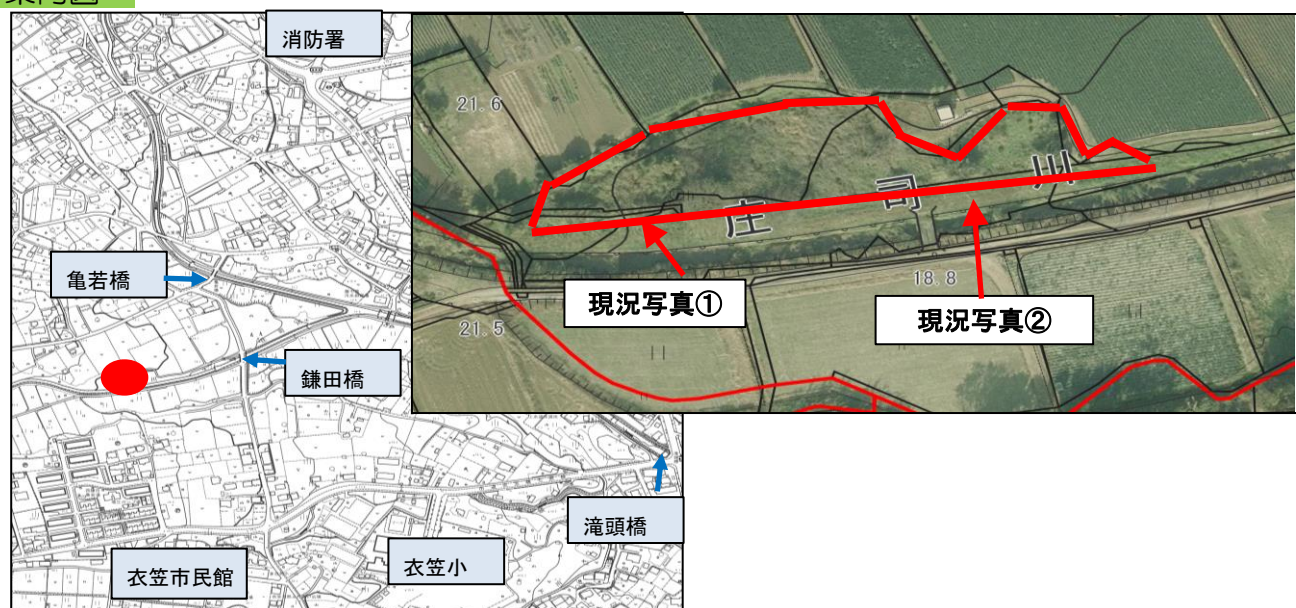 案内図
消防署
亀若橋
鎌田橋
滝頭橋
衣笠市民館
衣笠小
21.6
庄司川
18.8
21.5
現況写真①
現況写真②